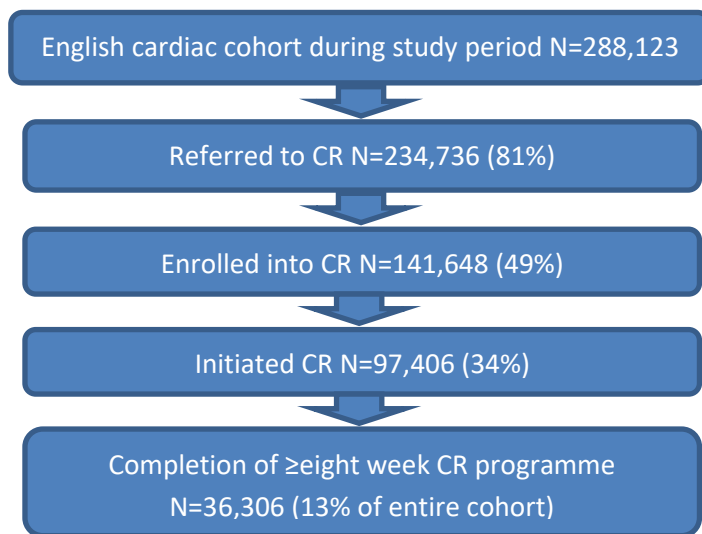 English cardiac cohort during study period N=288,123
Referred to CR N=234,736 (81%)
Enrolled into CR N=141,648 (49%)
Initiated CR N=97,406 (34%)
Completion of ≥eight week CR programme
N=36,306 (13% of entire cohort)